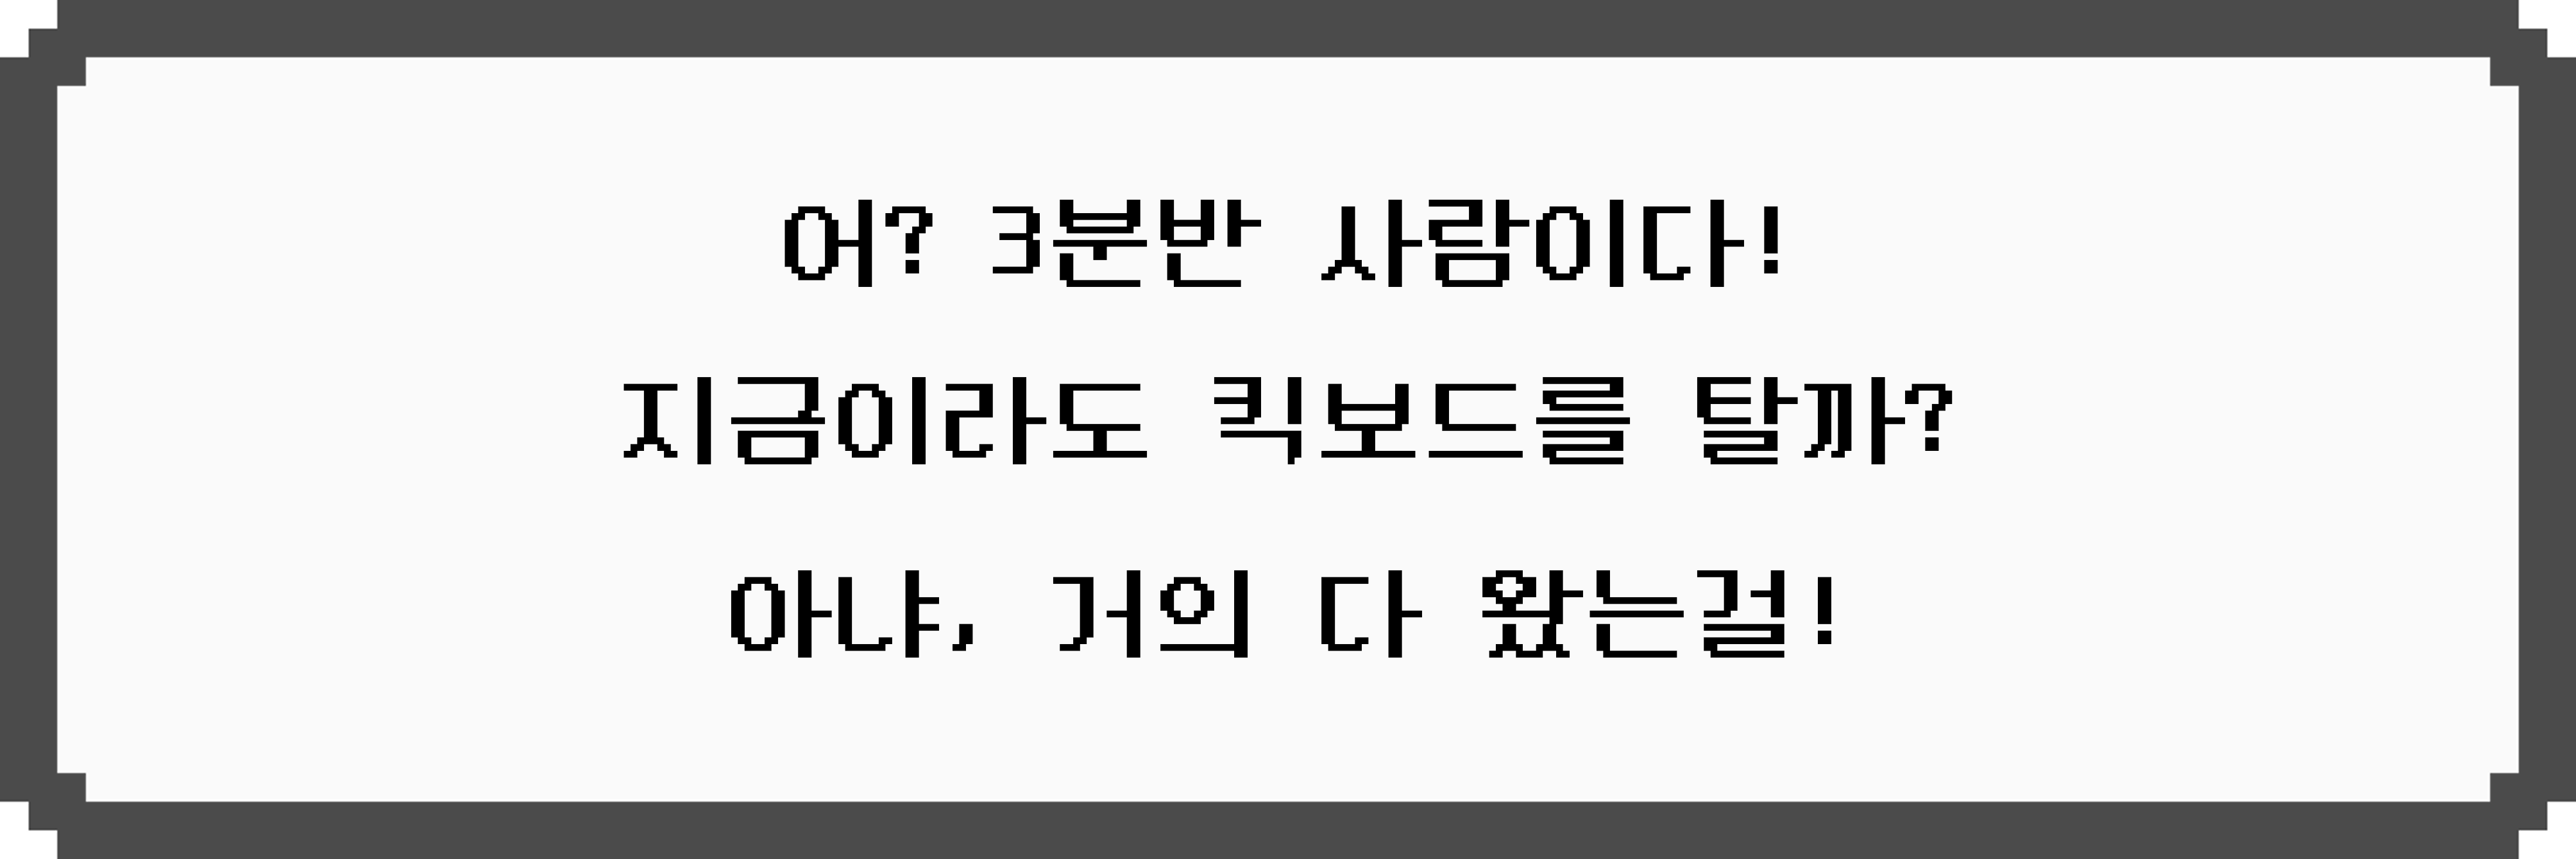 어? 3분반 사람이다!
지금이라도 킥보드를 탈까?
아냐, 거의 다 왔는걸!